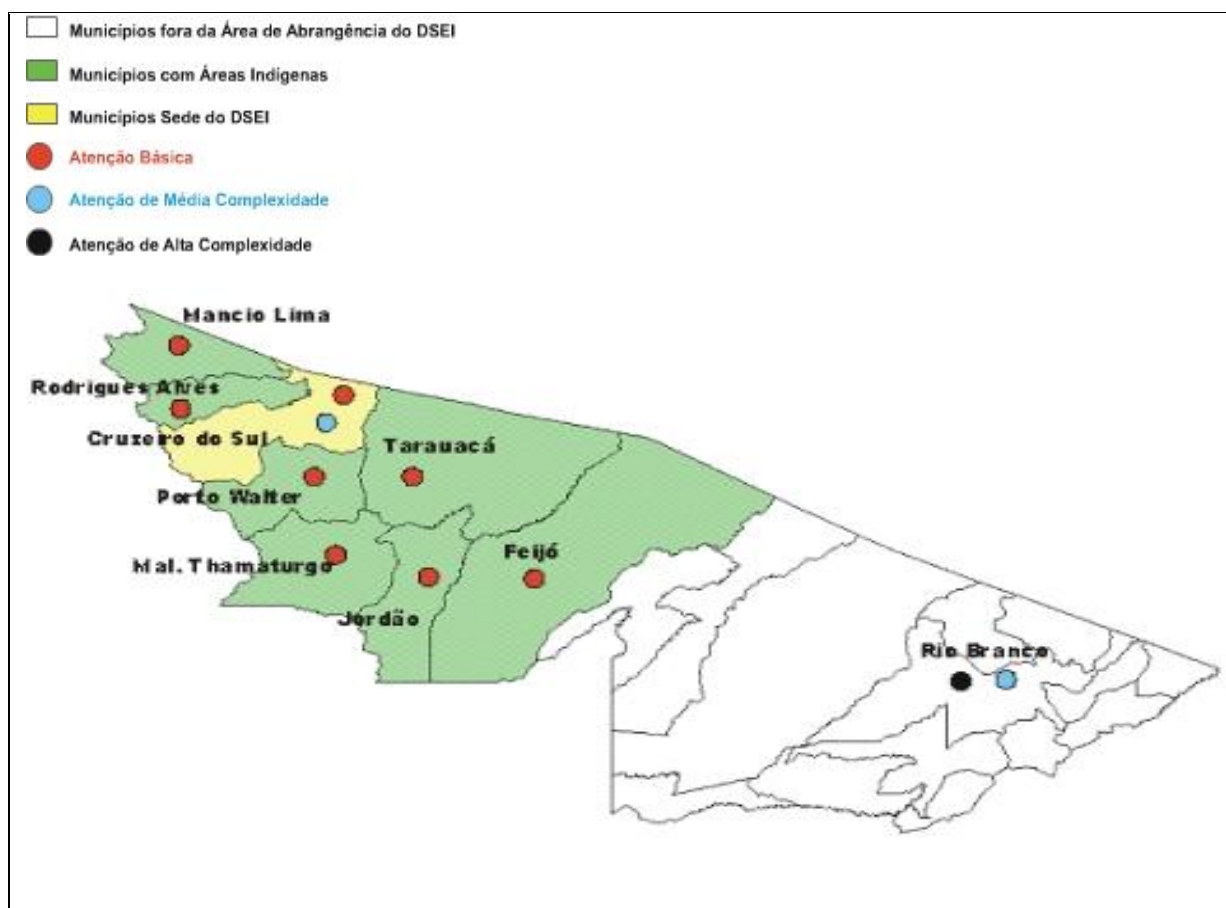 Municípios fora da Área de Abrangência do DSEI
Municípios com Áreas Indígenas
Municípios Sede do DSEI
Atenção Básica
Atenção de Média Complexidade
Atenção de Alta Complexidade
Mancio Lima
Rodrigues Alves
Cruzeiro do Sul
Tarauacá
Porto Walter
Feijó
Mal. Thamaturgo
Jordão
Rio Branco